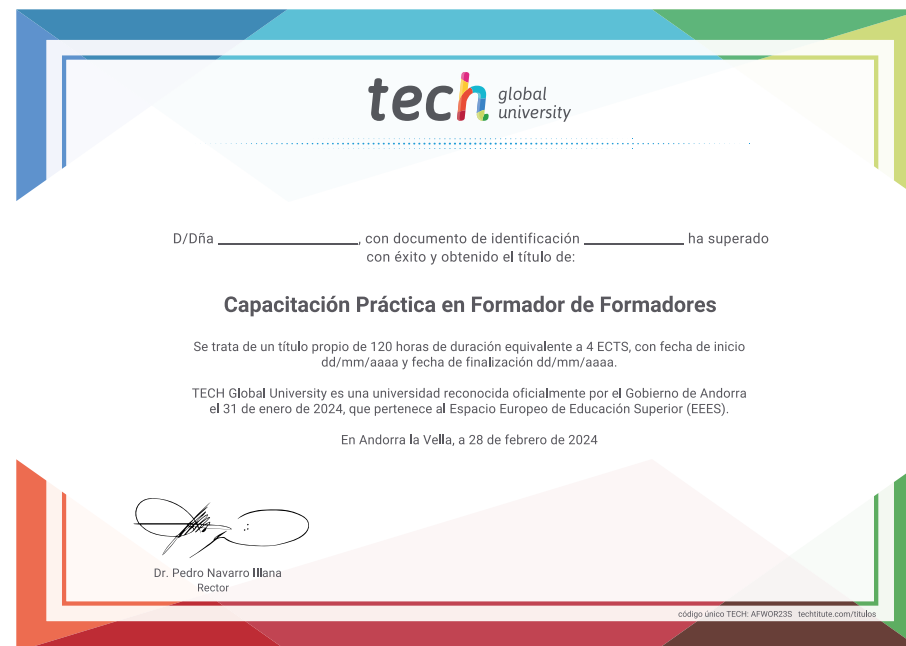 tech global university
D/Dña ____________________, con documento de identificación ______________ ha superado
con éxito y obtenido el título de:
Capacitación Práctica en Formador de Formadores
Se trata de un título propio de 120 horas de duración equivalente a 4 ECTS, con fecha de inicio
dd/mm/aaaa y fecha de finalización dd/mm/aaaa.
TECH Global University es una universidad reconocida oficialmente por el Gobierno de Andorra
el 31 de enero de 2024, que pertenece al Espacio Europeo de Educación Superior (EEES).
En Andorra la Vella, a 28 de febrero de 2024
Dr. Pedro Navarro Illana
Rector
código único TECH: AFWOR23S techtitute.com/titulos